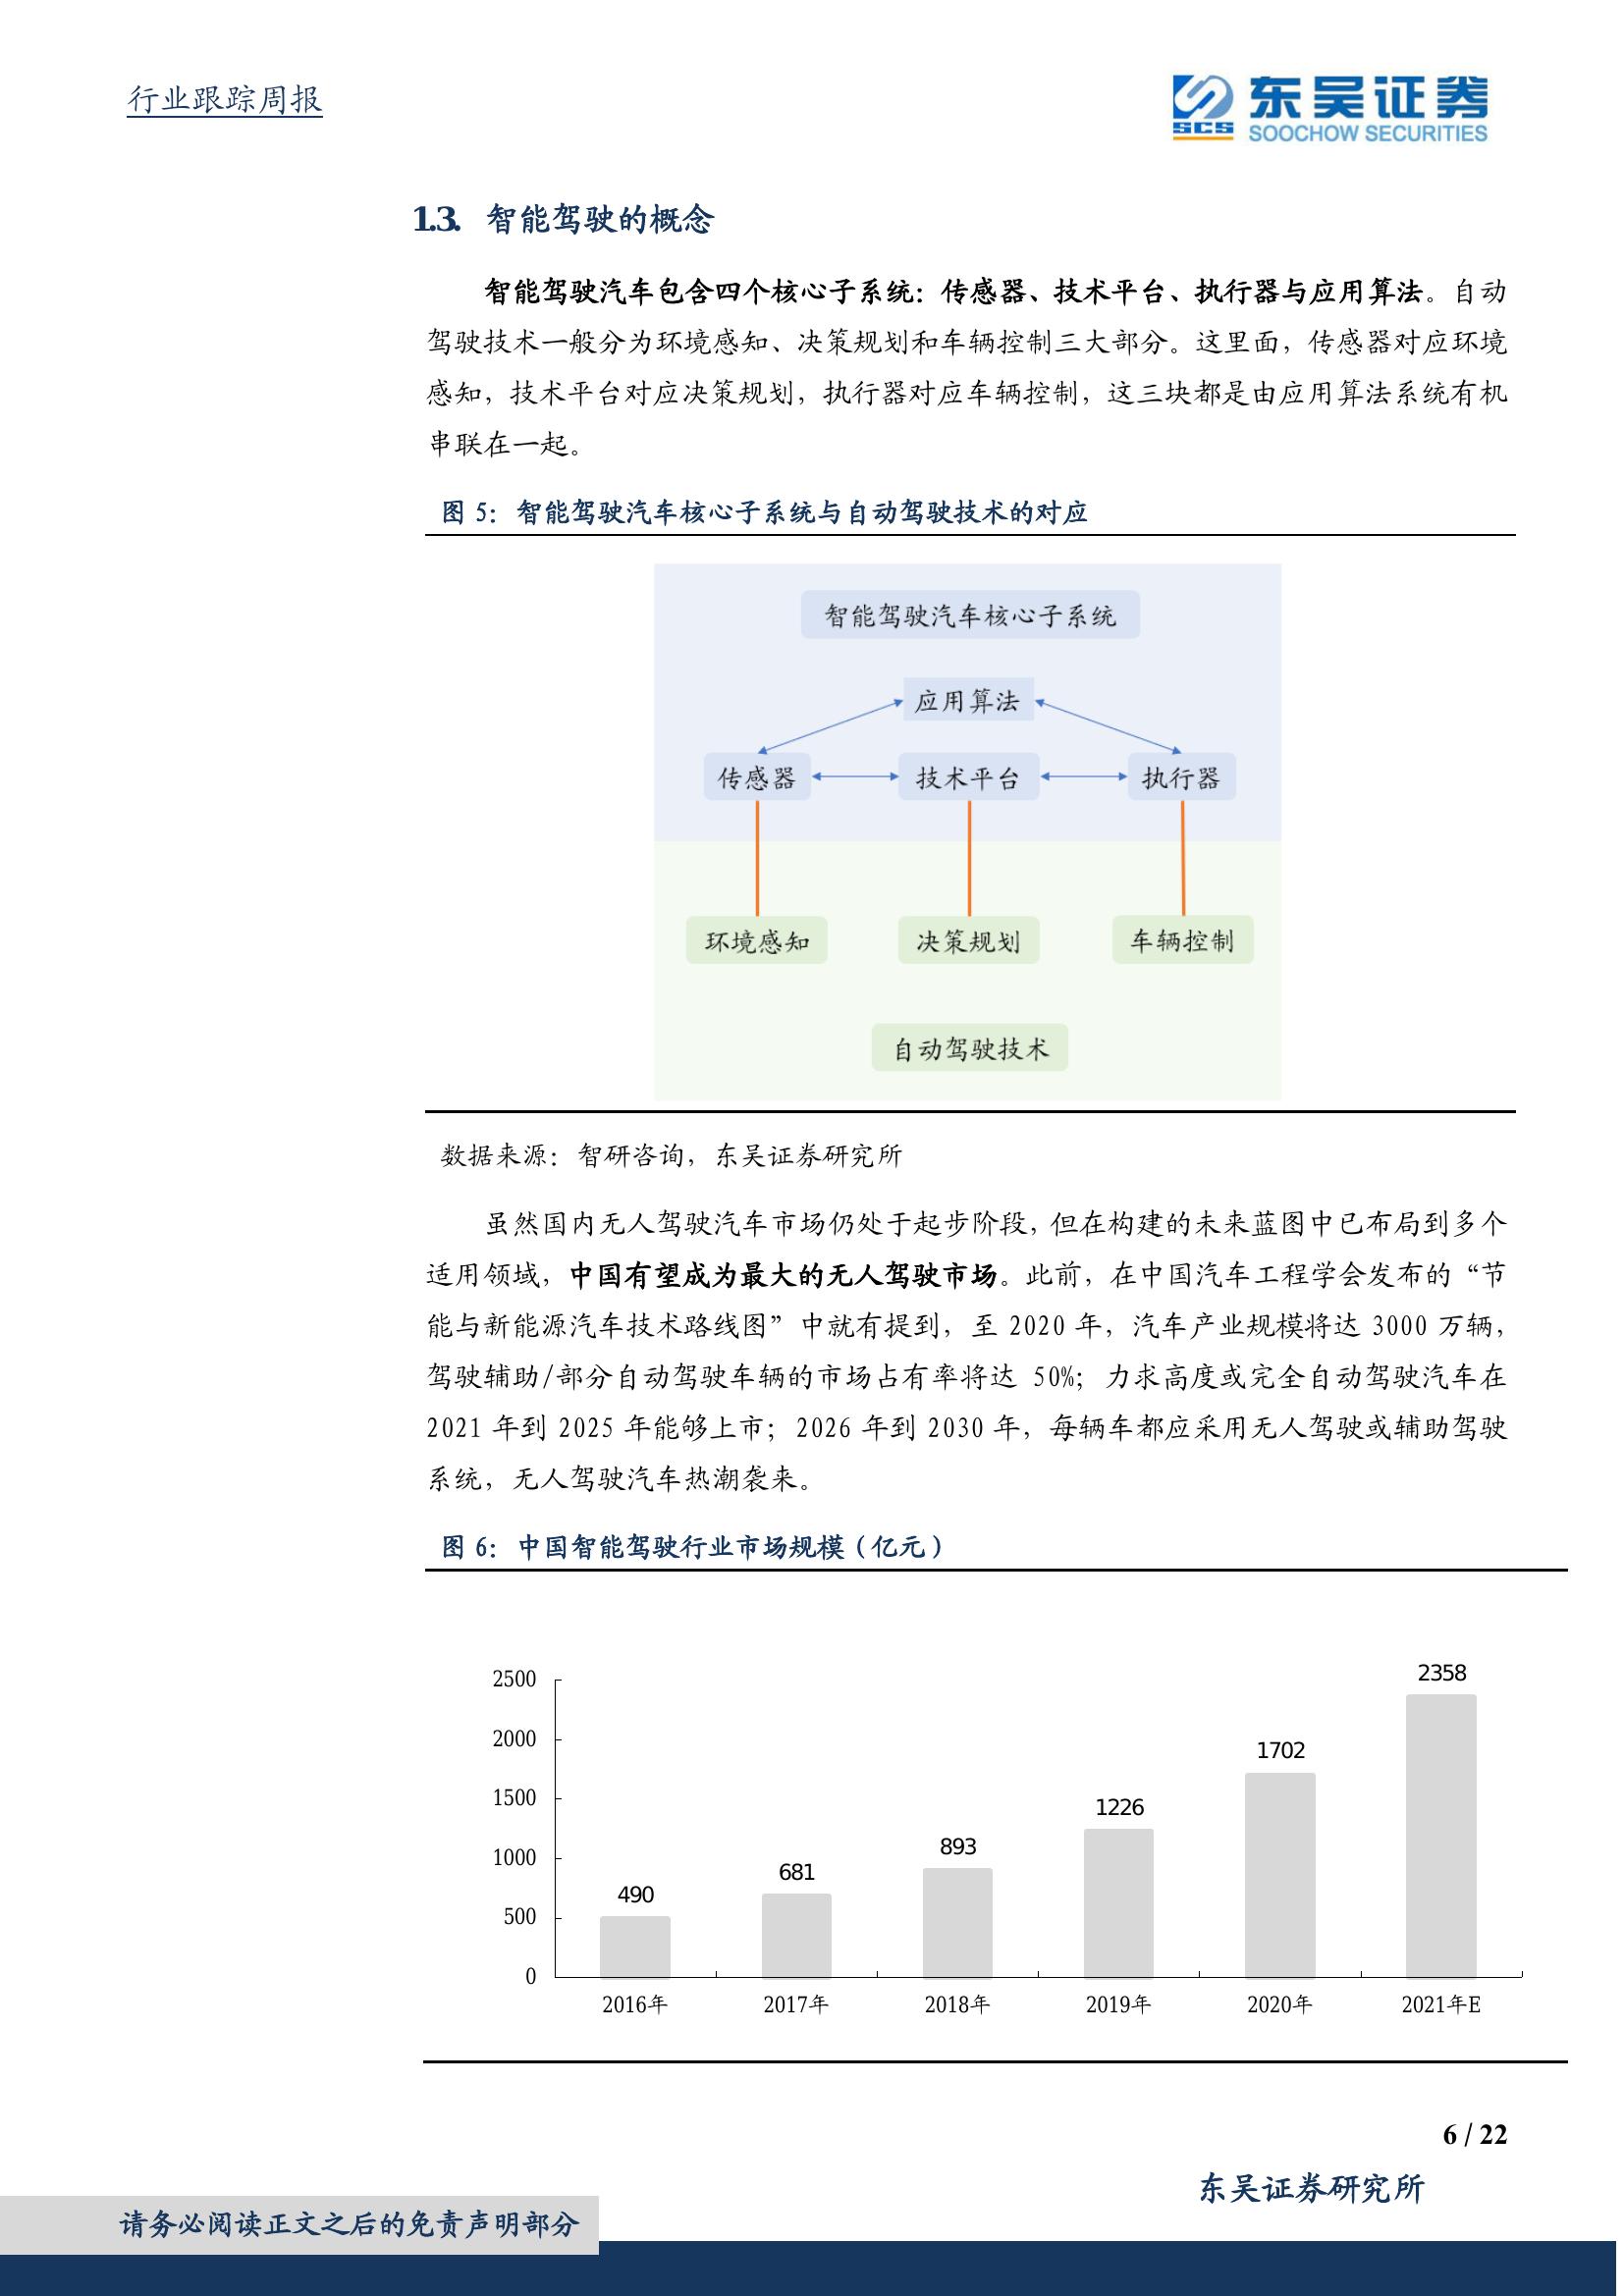 行业跟踪周报
SCS
东吴证券
SOOCHOW SECURITIES
1.3. 智能驾驶的概念
智能驾驶汽车包含四个核心子系统：传感器、技术平台、执行器与应用算法。自动
驾驶技术一般分为环境感知、决策规划和车辆控制三大部分。这里面，传感器对应环境
感知，技术平台对应决策规划，执行器对应车辆控制，这三块都是由应用算法系统有机
串联在一起。
图 5：智能驾驶汽车核心子系统与自动驾驶技术的对应
智能驾驶汽车核心子系统
应用算法
传感器 技术平台 执行器
环境感知 决策规划 车辆控制
自动驾驶技术
数据来源：智研咨询，东吴证券研究所
虽然国内无人驾驶汽车市场仍处于起步阶段，但在构建的未来蓝图中已布局到多个
适用领域，中国有望成为最大的无人驾驶市场。此前，在中国汽车工程学会发布的“节
能与新能源汽车技术路线图”中就有提到，至 2020 年，汽车产业规模将达 3000 万辆，
驾驶辅助/部分自动驾驶车辆的市场占有率将达 50%；力求高度或完全自动驾驶汽车在
2021 年到 2025 年能够上市；2026 年到 2030 年，每辆车都应采用无人驾驶或辅助驾驶
系统，无人驾驶汽车热潮袭来。
图 6：中国智能驾驶行业市场规模（亿元）
2500
2000
1500
1000
500
0
490
681
893
1226
1702
2358
2016年 2017年 2018年 2019年 2020年 2021年E
6 / 22
东吴证券研究所
请务必阅读正文之后的免责声明部分